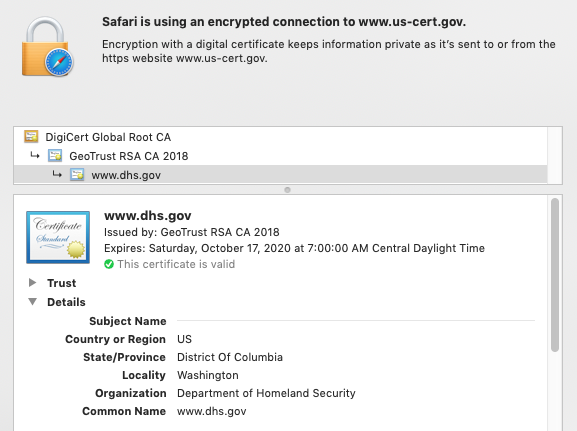 Safari is using an encrypted connection to www.us-cert.gov.
Encryption with a digital certificate keeps information private as it's sent to or from the
https website www.us-cert.gov.
DigiCert Global Root CA
GeoTrust RSA CA 2018
www.dhs.gov
Certificate
Standard
www.dhs.gov
Issued by: GeoTrust RSA CA 2018
Expires: Saturday, October 17, 2020 at 7:00:00 AM Central Daylight Time
This certificate is valid
Trust
Details
Subject Name
Country or Region US
State/Province District Of Columbia
Locality Washington
Organization Department of Homeland Security
Common Name www.dhs.gov